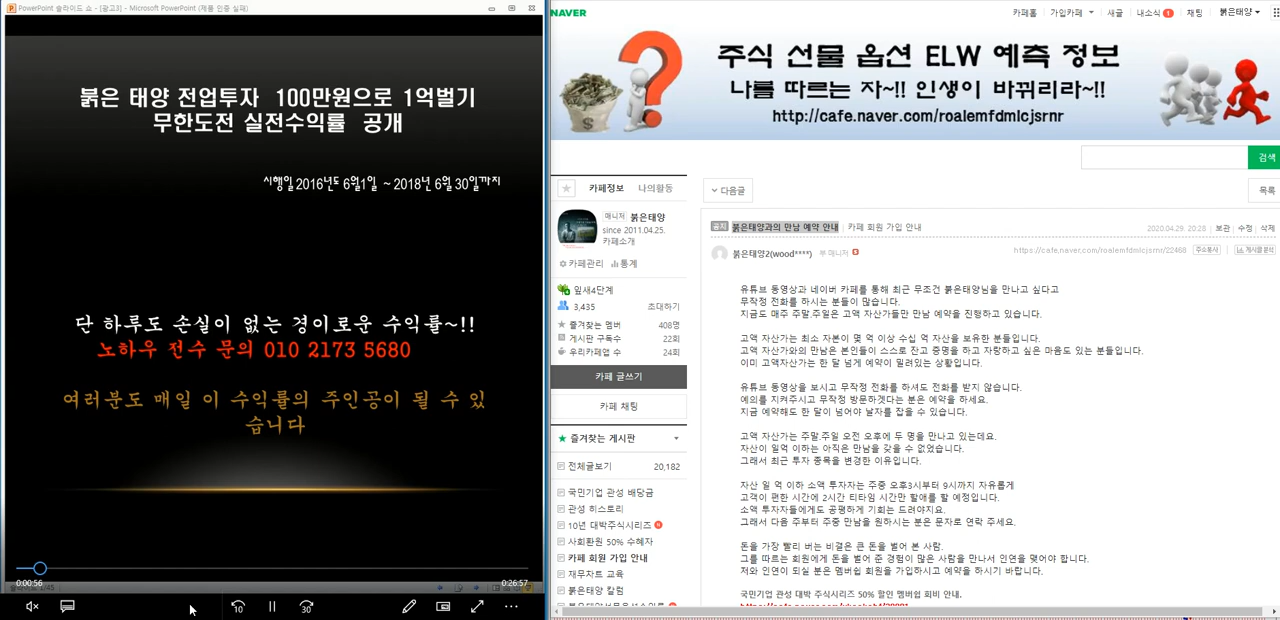 PowerPoint 슬라이드 쇼 - [광고3] - Microsoft PowerPoint (제품 인증 실패)
붉은 태양 전업투자 100만원으로 1억벌기
무한도전 실전수익률 공개
시행일 2016년도 6월1일 ~ 2018년 6월 30일까지
단 하루도 손실이 없는 경이로운 수익률~!!
노하우 전수 문의 010 2173 5680
여러분도 매일 이 수익률의 주인공이 될 수 있
습니다
0:00:56
0:26:57
10
30
NAVER
카페홈
가입카페
새글
내소식 1
채팅
붉은태양
주식 선물 옵션 ELW 예측 정보
나를 따르는 자~!! 인생이 바뀌리라~!!
http://cafe.naver.com/roalemfdmlcjsrnr
검색
카페정보
나의활동
매니저 붉은태양
since 2011.04.25.
카페소개
카페관리
통계
잎새4단계
3,435
초대하기
즐겨찾는 멤버
408명
게시판 구독수
22회
우리카페앱 수
24회
카페 글쓰기
카페 채팅
즐겨찾는 게시판
전체글보기
20,182
국민기업 관성 배당금
관성 히스토리
10년 대박주식시리즈
사회환원 50% 수혜자
카페 회원 가입 안내
재무차트 교육
붉은태양 칼럼
다음글
목록
공지 붉은태양과의 만남 예약 안내 | 카페 회원 가입 안내
2020.04.29. 20:28
보관
수정
삭제
붉은태양2(wood****)
부매니저
https://cafe.naver.com/roalemfdmlcjsrnr/22468
주소복사
게시글 분석
유튜브 동영상과 네이버 카페를 통해 최근 무조건 붉은태양님을 만나고 싶다고
무작정 전화를 하시는 분들이 많습니다.
지금도 매주 주말.주일은 고액 자산가들만 만남 예약을 진행하고 있습니다.
고액 자산가는 최소 자본이 몇 억 이상 수십 억 자산을 보유한 분들입니다.
고액 자산가와의 만남은 본인들이 스스로 잔고 증명을 하고 자랑하고 싶은 마음도 있는 분들입니다.
이미 고액자산가는 한 달 넘게 예약이 밀려있는 상황입니다.
유튜브 동영상을 보시고 무작정 전화를 하셔도 전화를 받지 않습니다.
예의를 지켜주시고 무작정 방문하겟다는 분은 예약을 하세요.
지금 예약해도 한 달이 넘어야 날자를 잡을 수 있습니다.
고액 자산가는 주말.주일 오전 오후에 두 명을 만나고 있는데요.
자산이 일억 이하는 아직은 만남을 갖을 수 없었습니다.
그래서 최근 투자 종목을 변경한 이유입니다.
자산 일 억 이하 소액 투자자는 주중 오후3시부터 9시까지 자유롭게
고객이 편한 시간에 2시간 티타임 시간만 할애를 할 예정입니다.
소액 투자자들에게도 공평하게 기회는 드려야지요.
그래서 다음 주부터 주중 만남을 원하시는 분은 문자로 연락 주세요.
돈을 가장 빨리 버는 비결은 큰 돈을 벌어 본 사람.
그를 따르는 회원에게 돈을 벌어 준 경험이 많은 사람을 만나서 인연을 맺어야 합니다.
저와 인연이 되실 분은 멤버쉽 회원을 가입하시고 예약을 하시기 바랍니다.
국민기업 관성 대박 주식시리즈 50% 할인 멤버쉽 회비 안내.